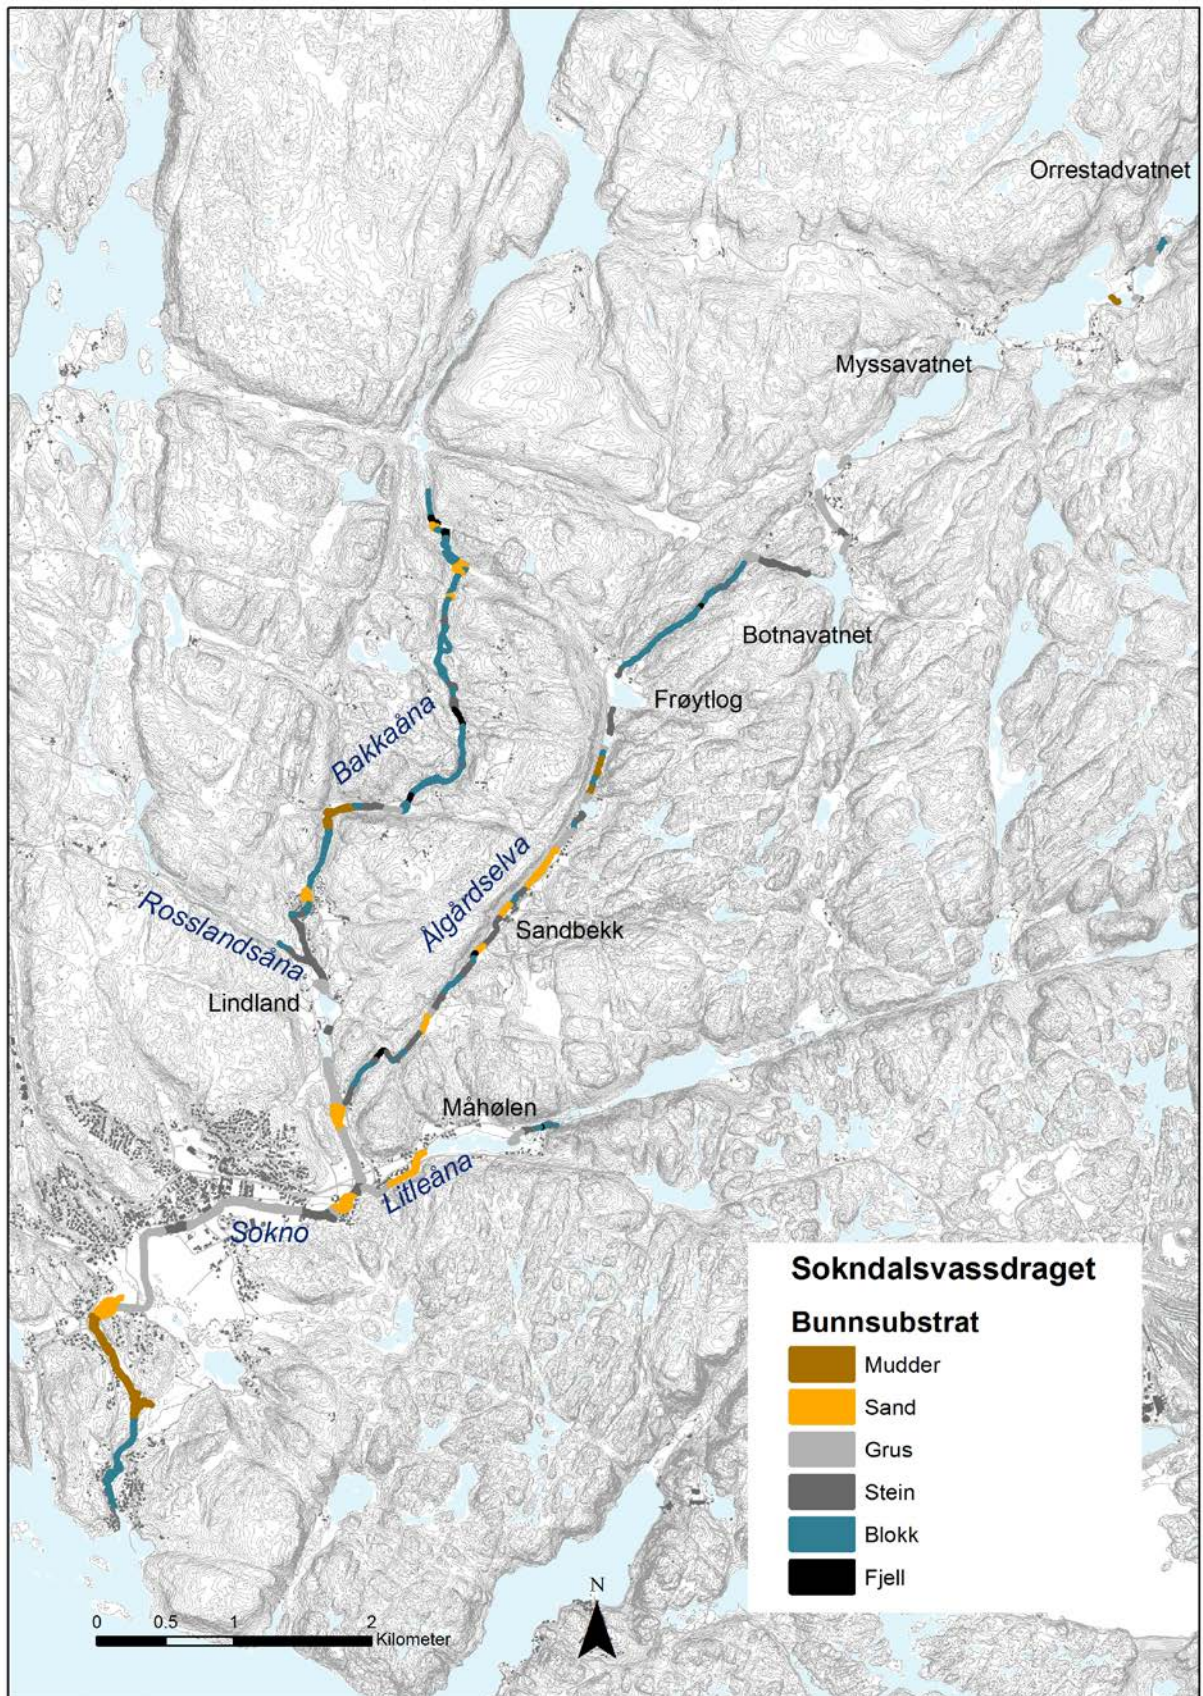 Orrestadvatnet
Myssavatnet
Botnavatnet
Frøytlog
Bakkaåna
Ålgårdselva
Sandbekk
Rosslandsåna
Lindland
Måhølen
Litleåna
Sokno
Sokndalsvassdraget
Bunnsubstrat
Mudder
Sand
Grus
Stein
Blokk
Fjell
N
0 0.5 1 2
Kilometer